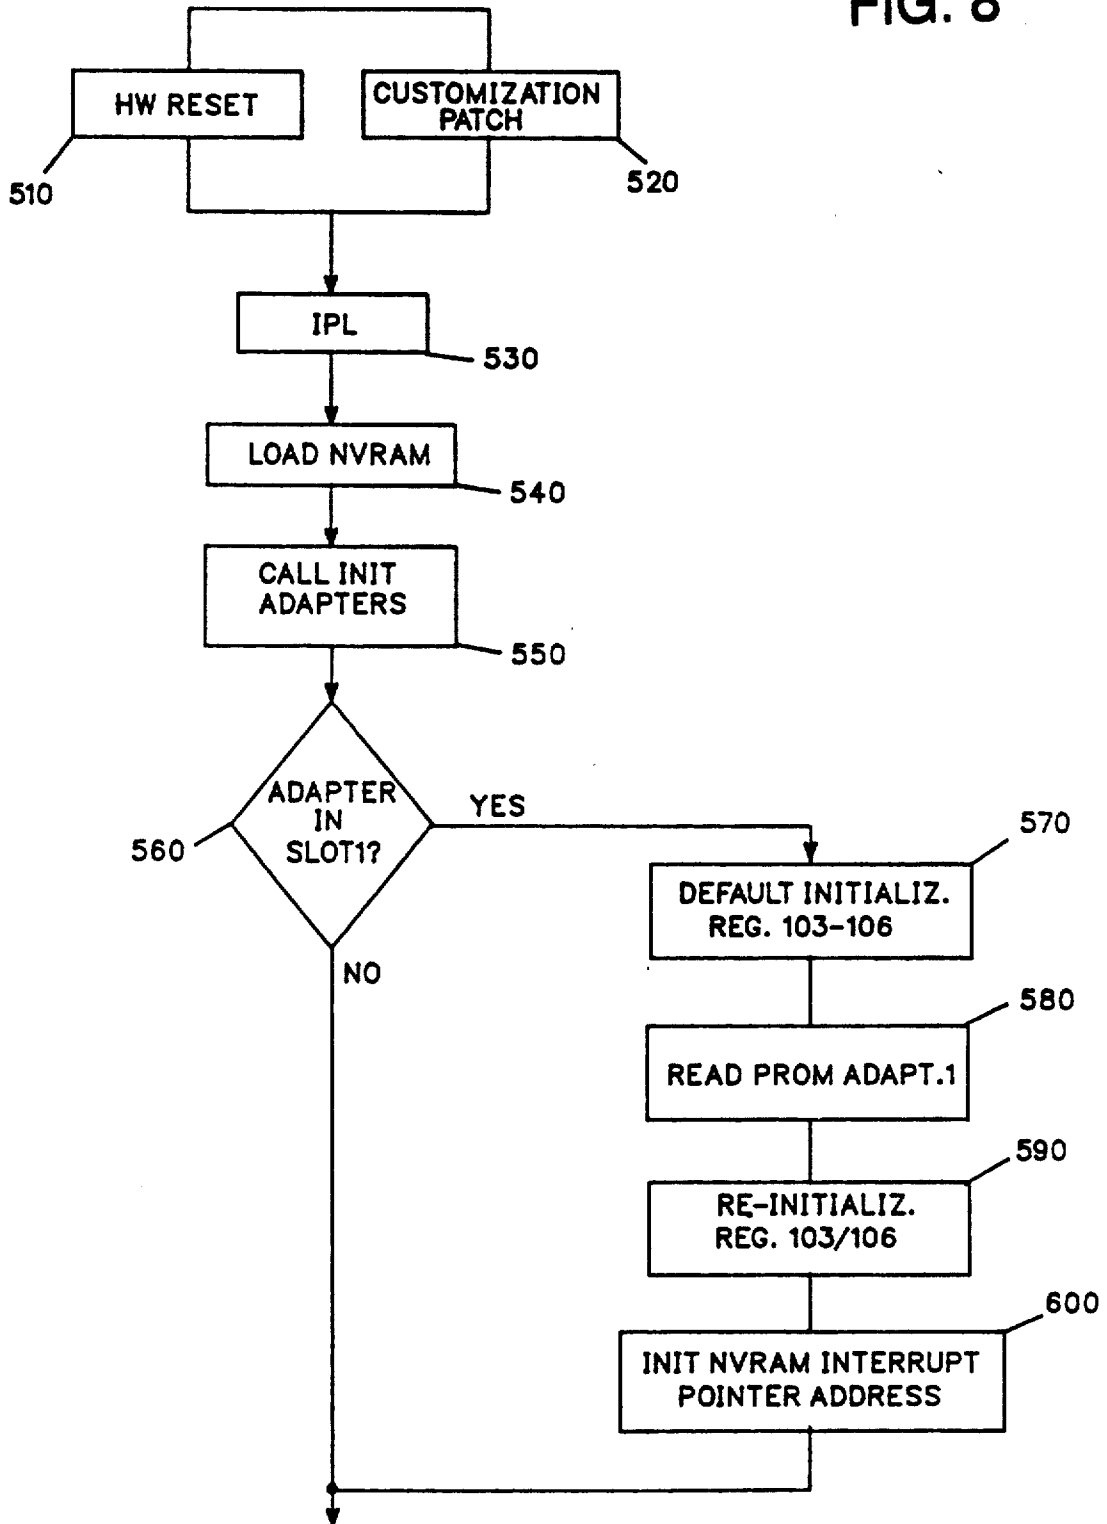 FIG. 8
HW RESET
CUSTOMIZATION
PATCH
510
520
IPL
530
LOAD NVRAM
540
CALL INIT
ADAPTERS
550
ADAPTER
IN
SLOT1?
560
YES
NO
570
DEFAULT INITIALIZ.
REG. 103-106
580
READ PROM ADAPT.1
590
RE-INITIALIZ.
REG. 103/106
600
INIT NVRAM INTERRUPT
POINTER ADDRESS